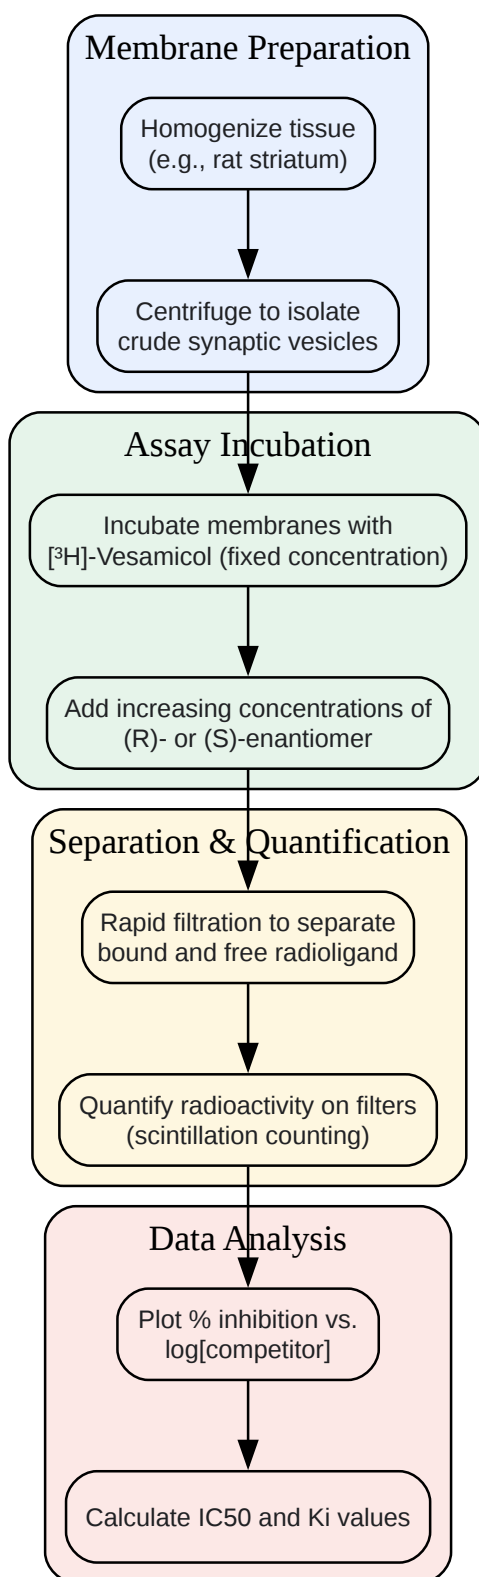 Membrane Preparation
Homogenize tissue
(e.g., rat striatum)
Centrifuge to isolate
crude synaptic vesicles
Assay Incubation
Incubate membranes with
[³H]-Vesamicol (fixed concentration)
Add increasing concentrations of
(R)- or (S)-enantiomer
Separation & Quantification
Rapid filtration to separate
bound and free radioligand
Quantify radioactivity on filters
(scintillation counting)
Data Analysis
Plot % inhibition vs.
log[competitor]
Calculate IC50 and Ki values